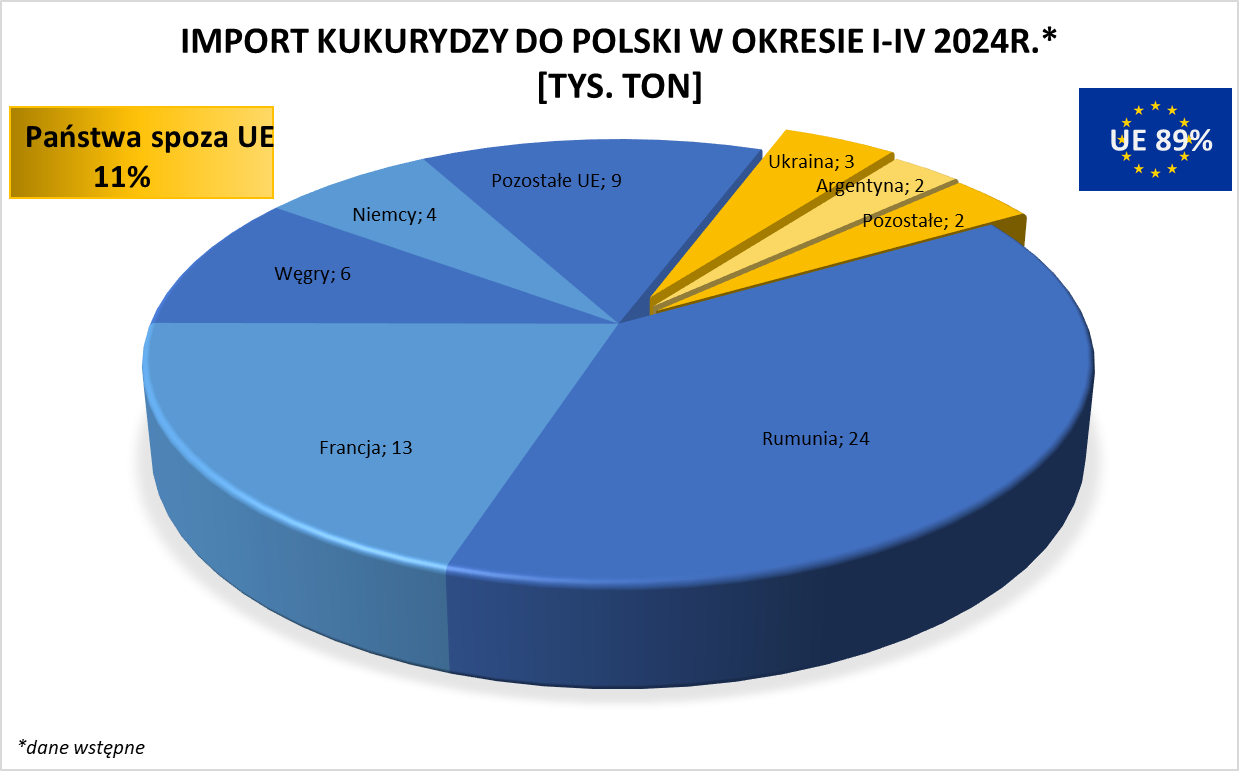 IMPORT KUKURYDZY DO POLSKI W OKRESIE I-IV 2024R.*
[TYS. TON]
Państwa spoza UE
11%
UE 89%
Ukraina; 3
Pozostałe UE; 9
Argentyna; 2
Niemcy; 4
Pozostałe; 2
Węgry; 6
Rumunia; 24
Francja; 13
*dane wstępne